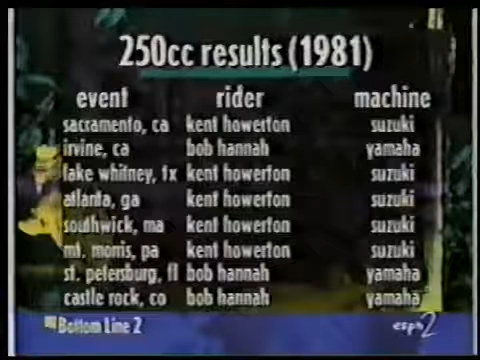 250cc results (1981)
event rider machine
sacramento, ca kent howerton suzuki
irvine, ca bob hannah yamaha
lake whitney, tx kent howerton suzuki
atlanta, ga kent howerton suzuki
southwick, ma kent howerton suzuki
mt. morris, pa kent howerton suzuki
st. petersburg, fl bob hannah yamaha
castle rock, co bob hannah yamaha
Bottom Line 2 espn2